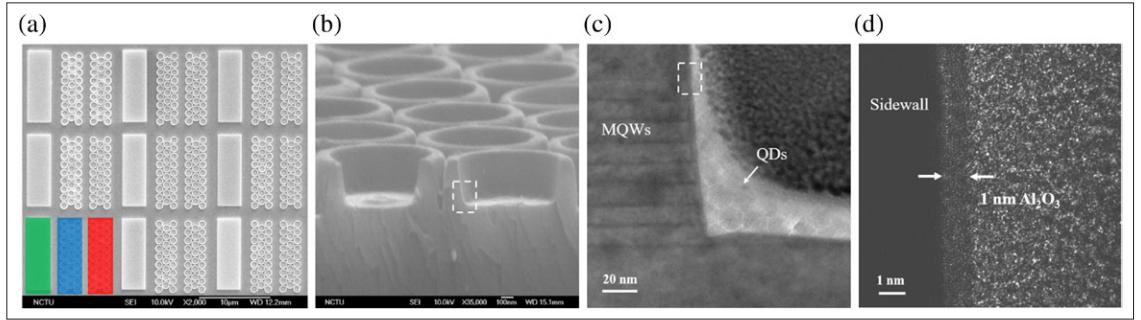 (a)
(b)
(c)
(d)
NCTU SEI 10.0kV X2,000 10μm WD 12.2mm
NCTU SEI 10.0kV X35,000 100nm WD 15.1mm
MQWs
QDs
20 nm
Sidewall
1 nm Al₂O₃
1 nm